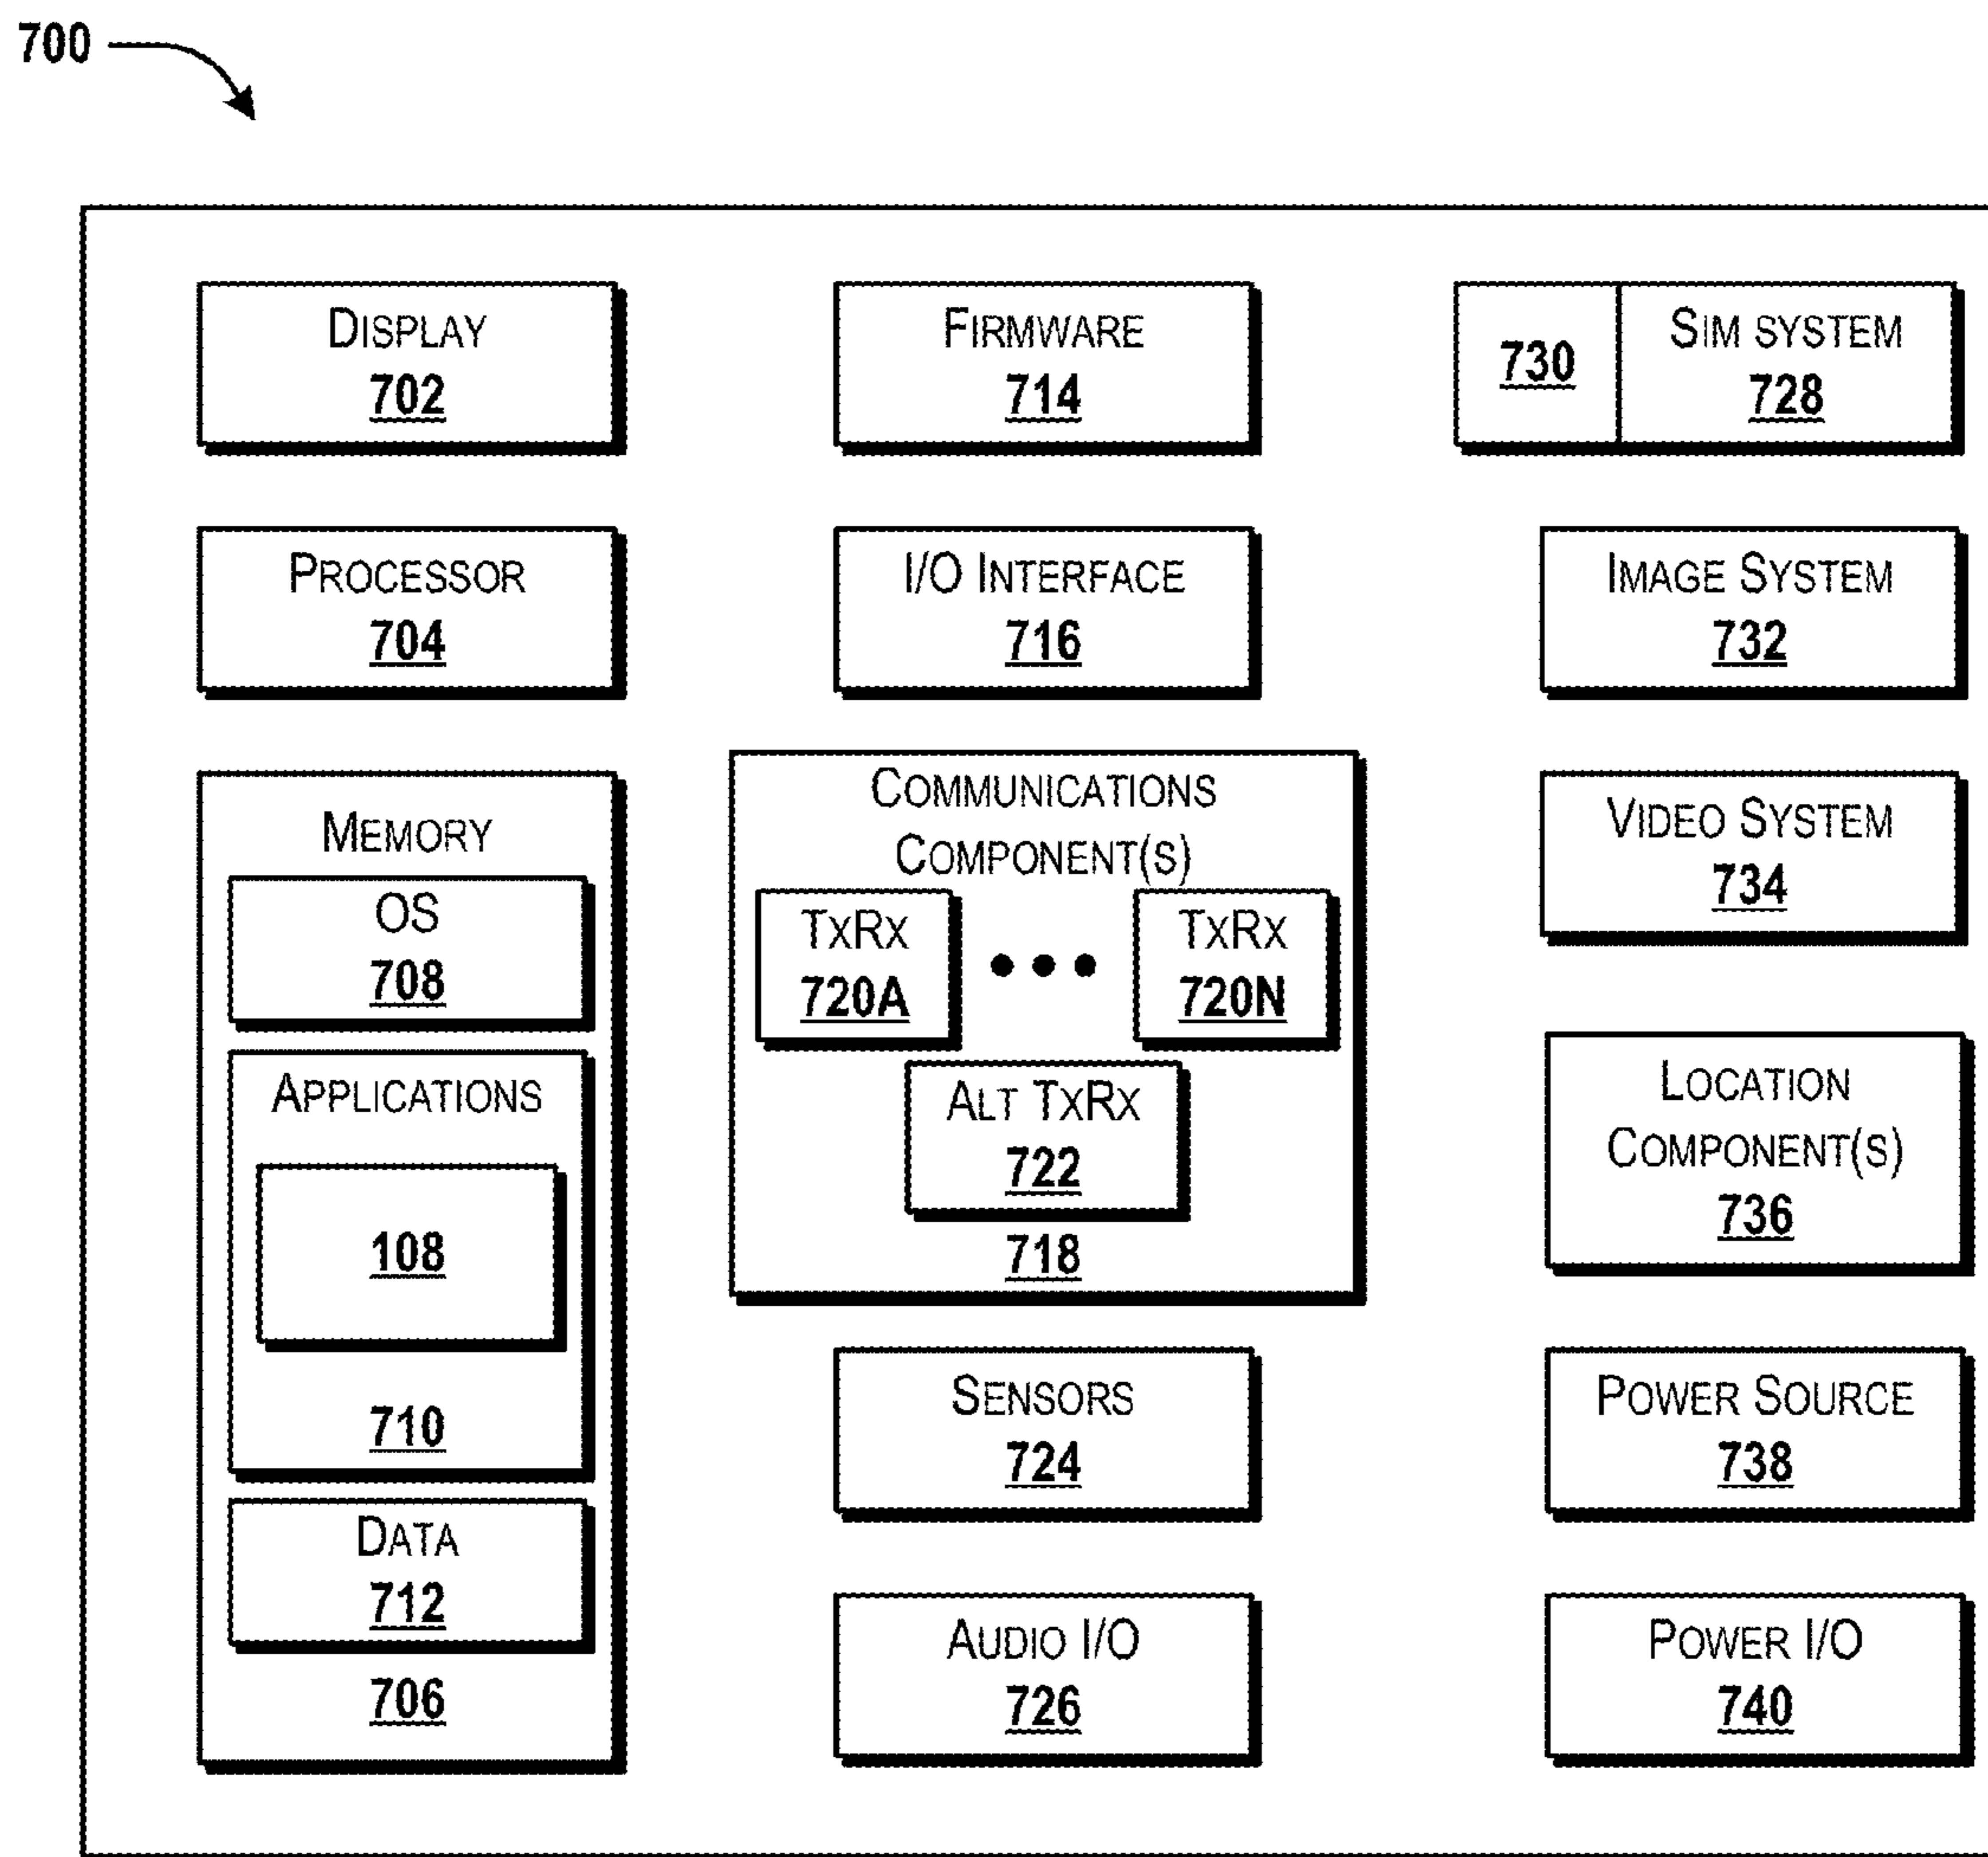 700
DISPLAY
702
PROCESSOR
704
MEMORY
OS
708
APPLICATIONS
108
710
DATA
712
706
FIRMWARE
714
I/O INTERFACE
716
COMMUNICATIONS
COMPONENT(S)
TXRX
720A
TXRX
720N
ALT TXRX
722
718
SENSORS
724
AUDIO I/O
726
730
SIM SYSTEM
728
IMAGE SYSTEM
732
VIDEO SYSTEM
734
LOCATION
COMPONENT(S)
736
POWER SOURCE
738
POWER I/O
740